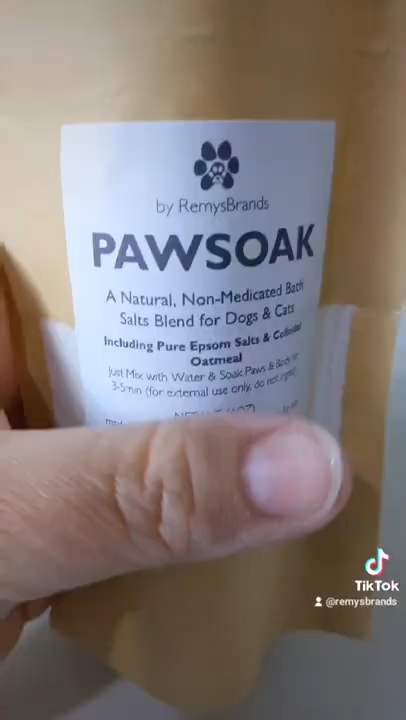 by RemysBrands
PAWSOAK
A Natural, Non-Medicated Bath
Salts Blend for Dogs & Cats
Including Pure Epsom Salts & Colloidal
Oatmeal
Just Mix with Water & Soak Paws & Body for
3-5min (for external use only, do not ingest)
TikTok
@remysbrands